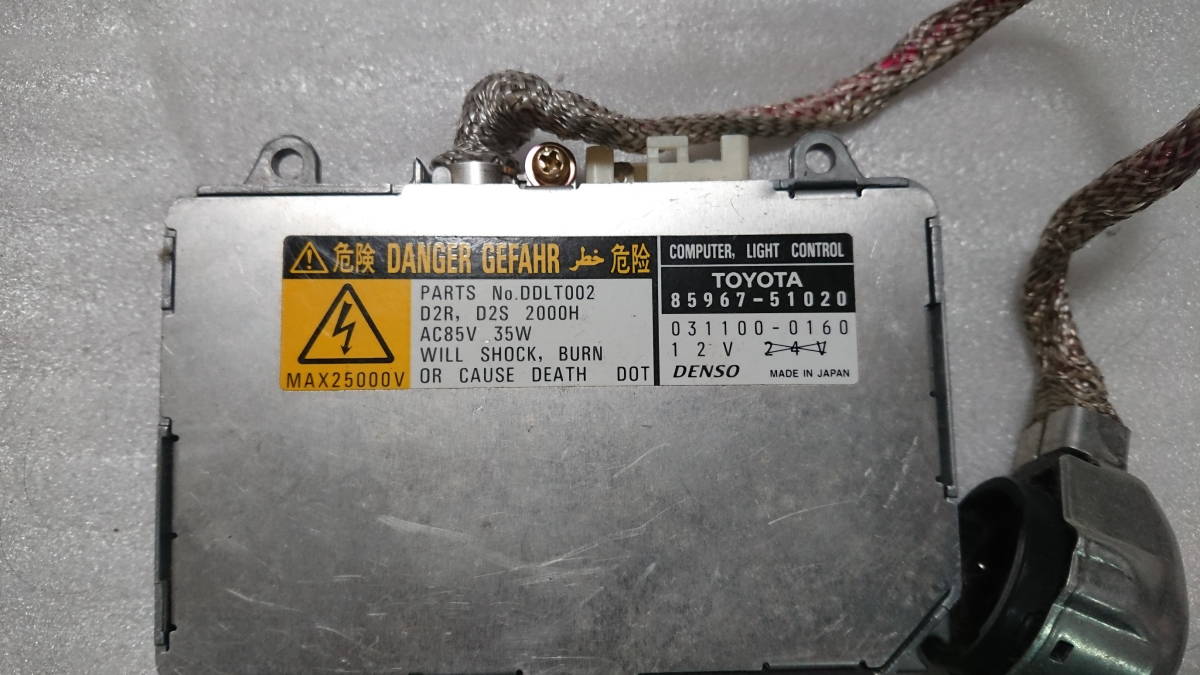 危険 DANGER GEFAHR خطر 危险
MAX25000V
PARTS No.DDLT002
D2R, D2S 2000H
AC85V 35W
WILL SHOCK, BURN
OR CAUSE DEATH DOT
COMPUTER, LIGHT CONTROL
TOYOTA
85967-51020
031100-0160
12V 24V
DENSO MADE IN JAPAN